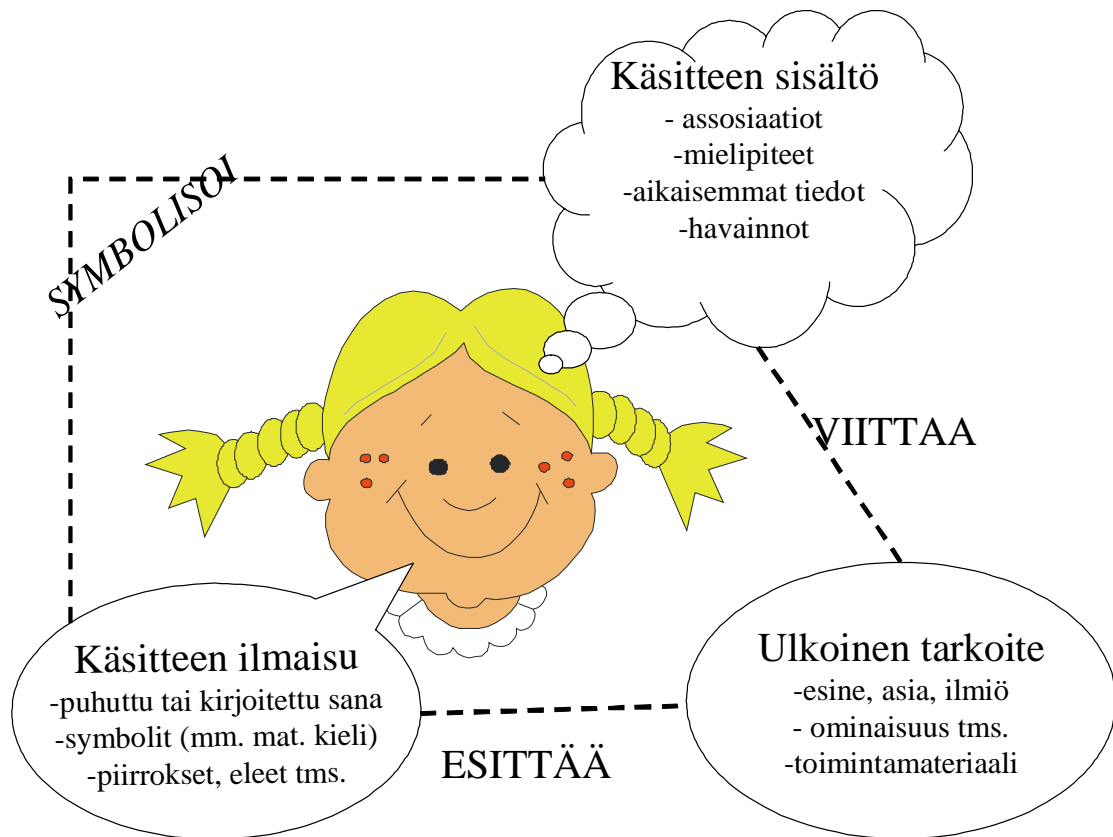 Käsitteen sisältö
- assosiaatiot
-mielipiteet
-aikaisemmat tiedot
-havainnot
SYMBOLISOI
VIITTAA
Käsitteen ilmaisu
-puhuttu tai kirjoitettu sana
-symbolit (mm. mat. kieli)
-piirrokset, eleet tms.
ESITTÄÄ
Ulkoinen tarkoite
-esine, asia, ilmiö
- ominaisuus tms.
-toimintamateriaali